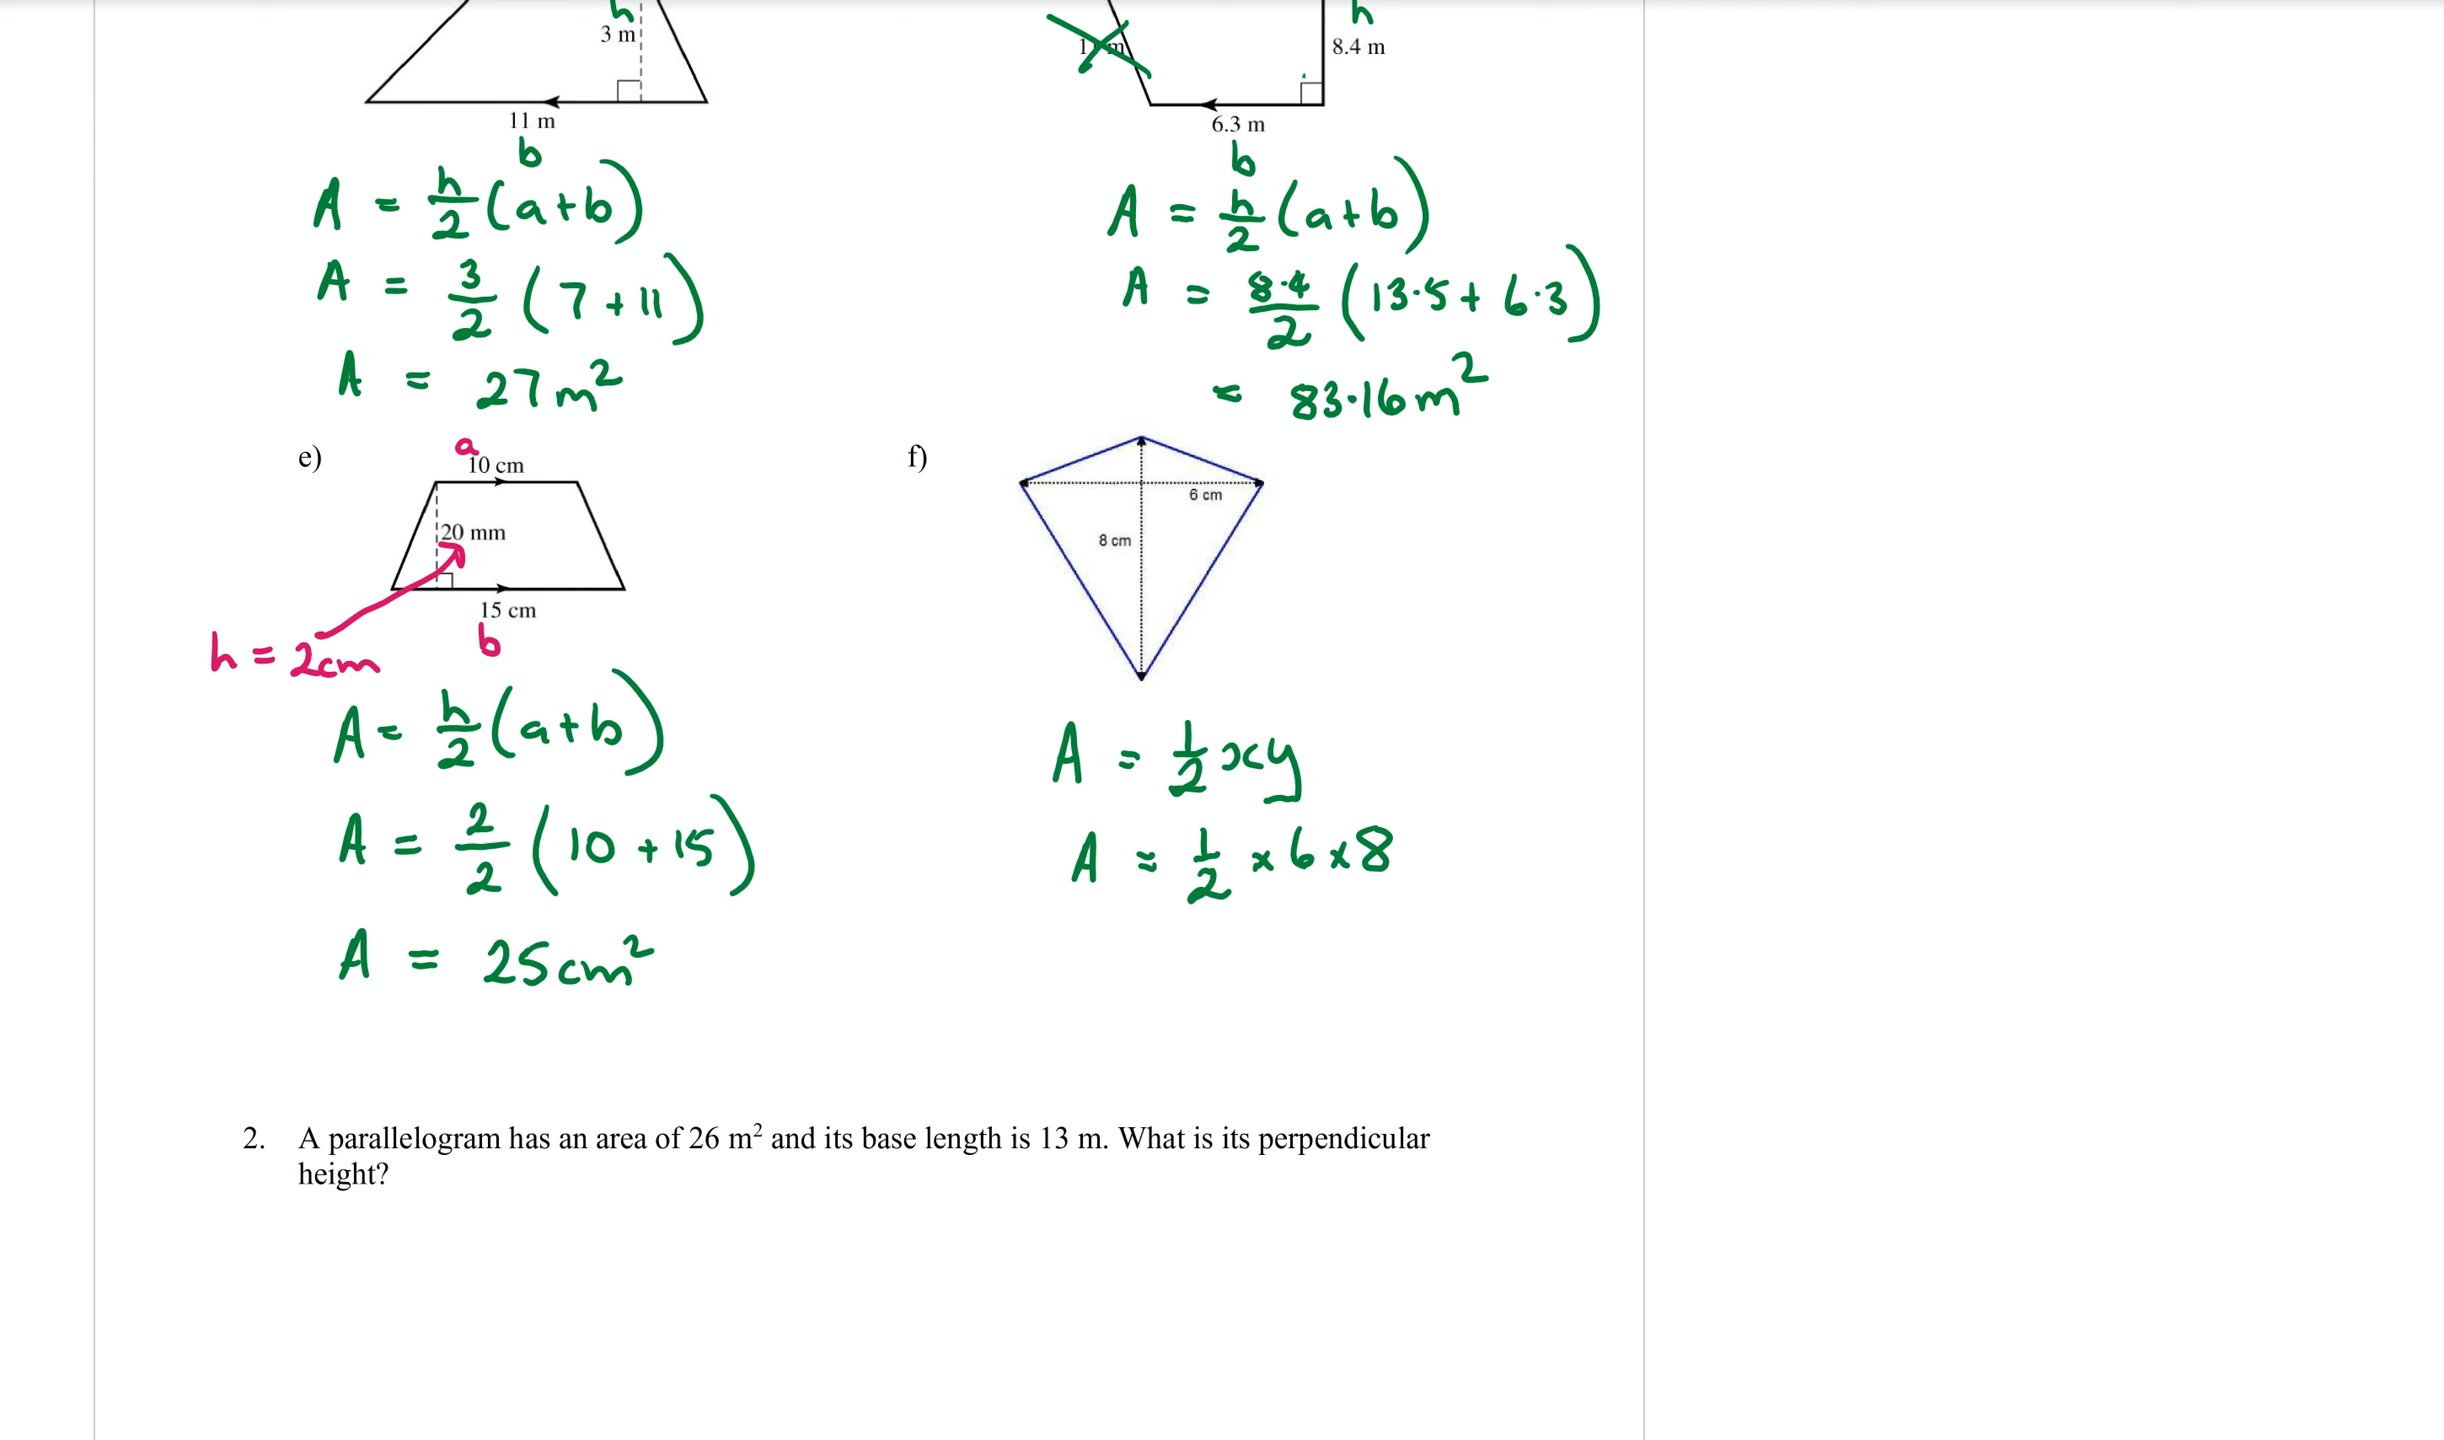 h
3 m
11 m
b
A = h/2 (a+b)
A = 3/2 (7+11)
A = 27 m²
h
8.4 m
6.3 m
b
A = h/2 (a+b)
A = 8.4/2 (13.5+6.3)
= 83.16 m²
e)
a
10 cm
20 mm
15 cm
b
h = 2cm
A = h/2 (a+b)
A = 2/2 (10+15)
A = 25cm²
f)
6 cm
8 cm
A = 1/2 xy
A = 1/2 × 6 × 8
2. A parallelogram has an area of 26 m² and its base length is 13 m. What is its perpendicular
height?